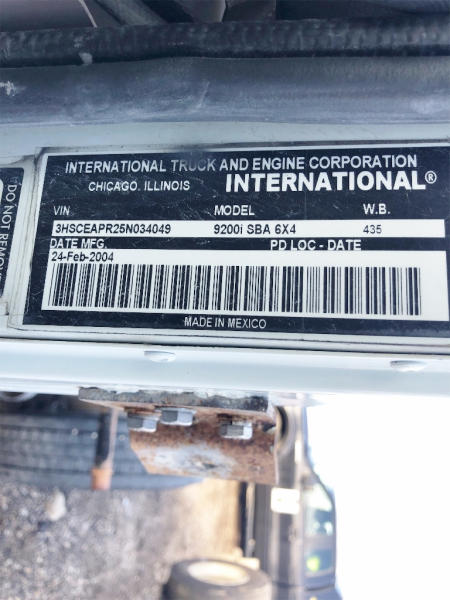 INTERNATIONAL TRUCK AND ENGINE CORPORATION
CHICAGO, ILLINOIS INTERNATIONAL®
VIN MODEL W.B.
3HSCEAPR25N034049 9200i SBA 6X4 435
DATE MFG PD LOC - DATE
24-Feb-2004
MADE IN MEXICO
DO NOT REMOVE